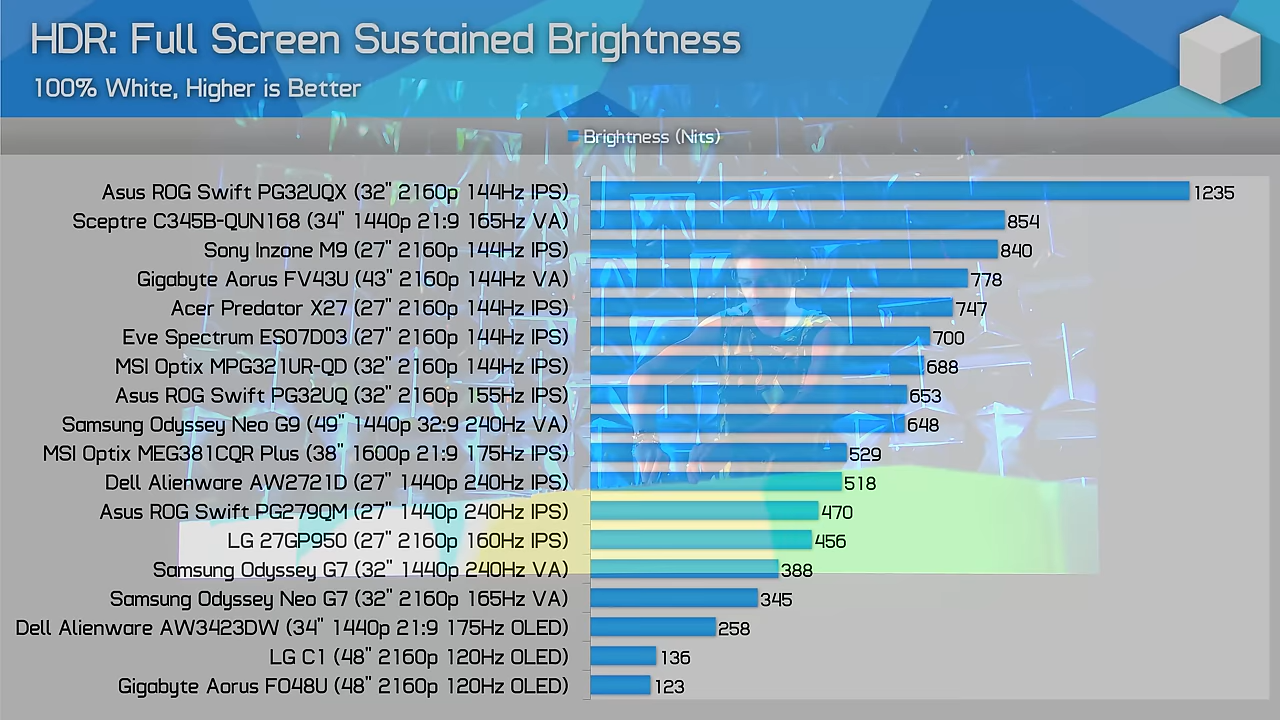 HDR: Full Screen Sustained Brightness
100% White, Higher is Better
Brightness (Nits)
Asus ROG Swift PG32UQX (32" 2160p 144Hz IPS) 1235
Sceptre C345B-QUN168 (34" 1440p 21:9 165Hz VA) 854
Sony Inzone M9 (27" 2160p 144Hz IPS) 840
Gigabyte Aorus FV43U (43" 2160p 144Hz VA) 778
Acer Predator X27 (27" 2160p 144Hz IPS) 747
Eve Spectrum ES07D03 (27" 2160p 144Hz IPS) 700
MSI Optix MPG321UR-QD (32" 2160p 144Hz IPS) 688
Asus ROG Swift PG32UQ (32" 2160p 155Hz IPS) 653
Samsung Odyssey Neo G9 (49" 1440p 32:9 240Hz VA) 648
MSI Optix MEG381CQR Plus (38" 1600p 21:9 175Hz IPS) 529
Dell Alienware AW2721D (27" 1440p 240Hz IPS) 518
Asus ROG Swift PG279QM (27" 1440p 240Hz IPS) 470
LG 27GP950 (27" 2160p 160Hz IPS) 456
Samsung Odyssey G7 (32" 1440p 240Hz VA) 388
Samsung Odyssey Neo G7 (32" 2160p 165Hz VA) 345
Dell Alienware AW3423DW (34" 1440p 21:9 175Hz OLED) 258
LG C1 (48" 2160p 120Hz OLED) 136
Gigabyte Aorus FO48U (48" 2160p 120Hz OLED) 123